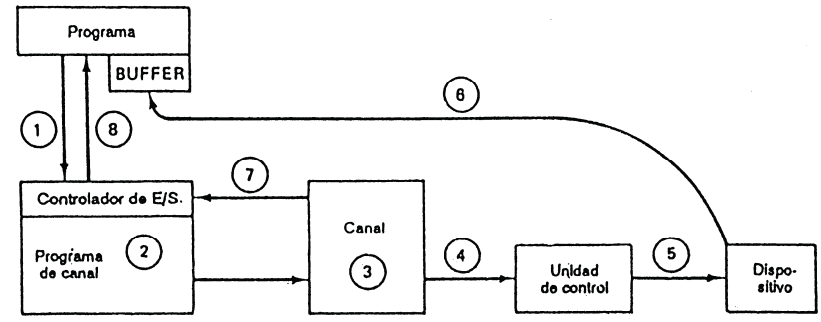 Programa
BUFFER
6
1
8
7
Controlador de E/S.
Canal
Programa
de canal
2
3
4
5
Unidad
de control
Dispo-
sitivo